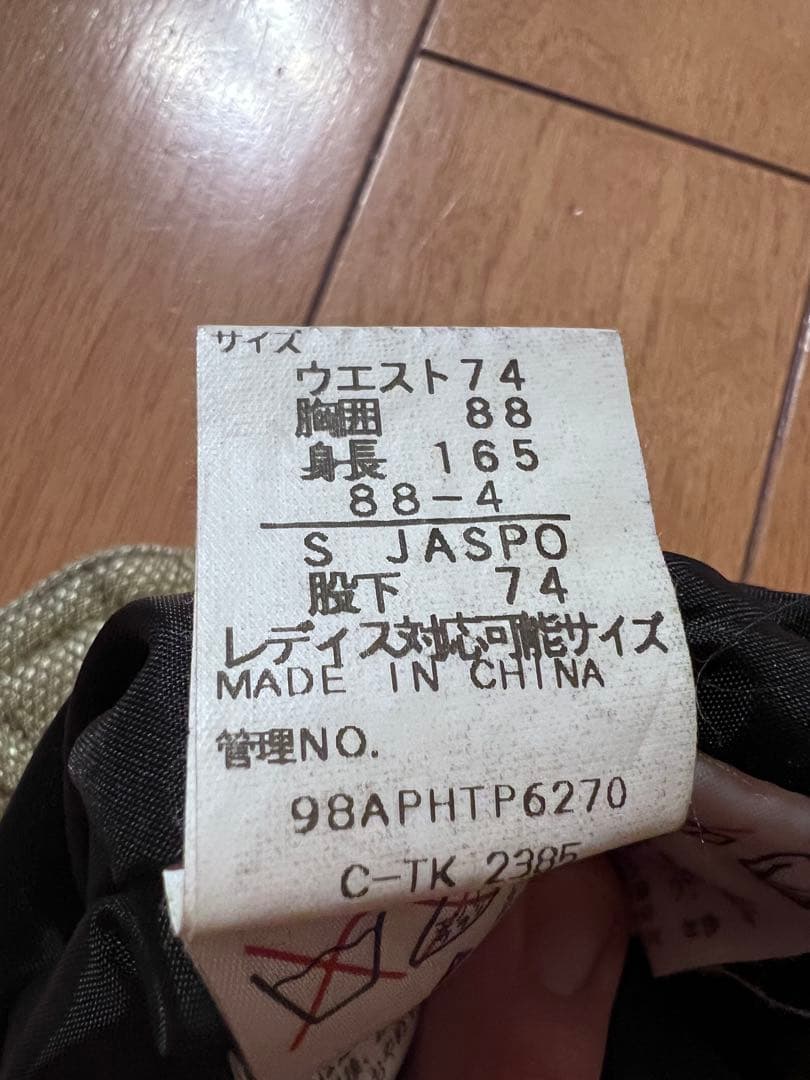 サイズ
ウエスト74
胸囲 88
身長 165
88-4
S JASPO
股下 74
レディス対応可能サイズ
MADE IN CHINA
管理NO.
98APHTP6270
C-TK 2385